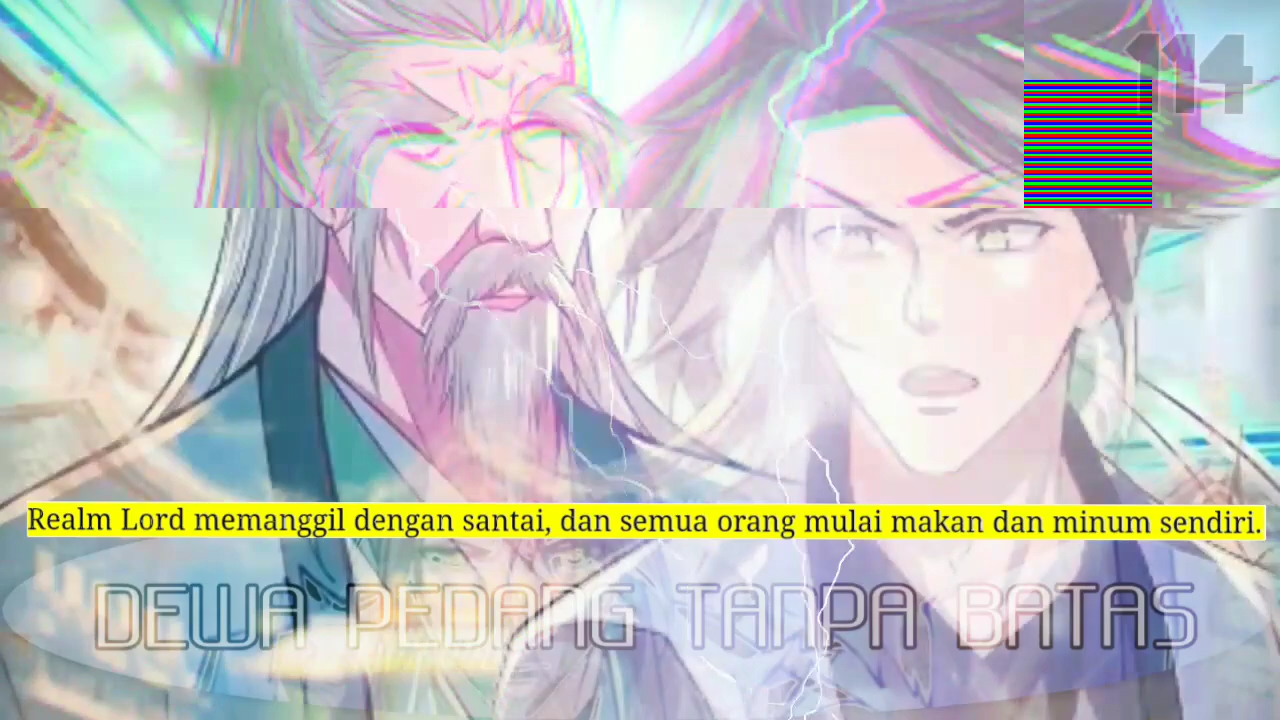 114
Realm Lord memanggil dengan santai, dan semua orang mulai makan dan minum sendiri.
DEWA PEDANG TANPA BATAS